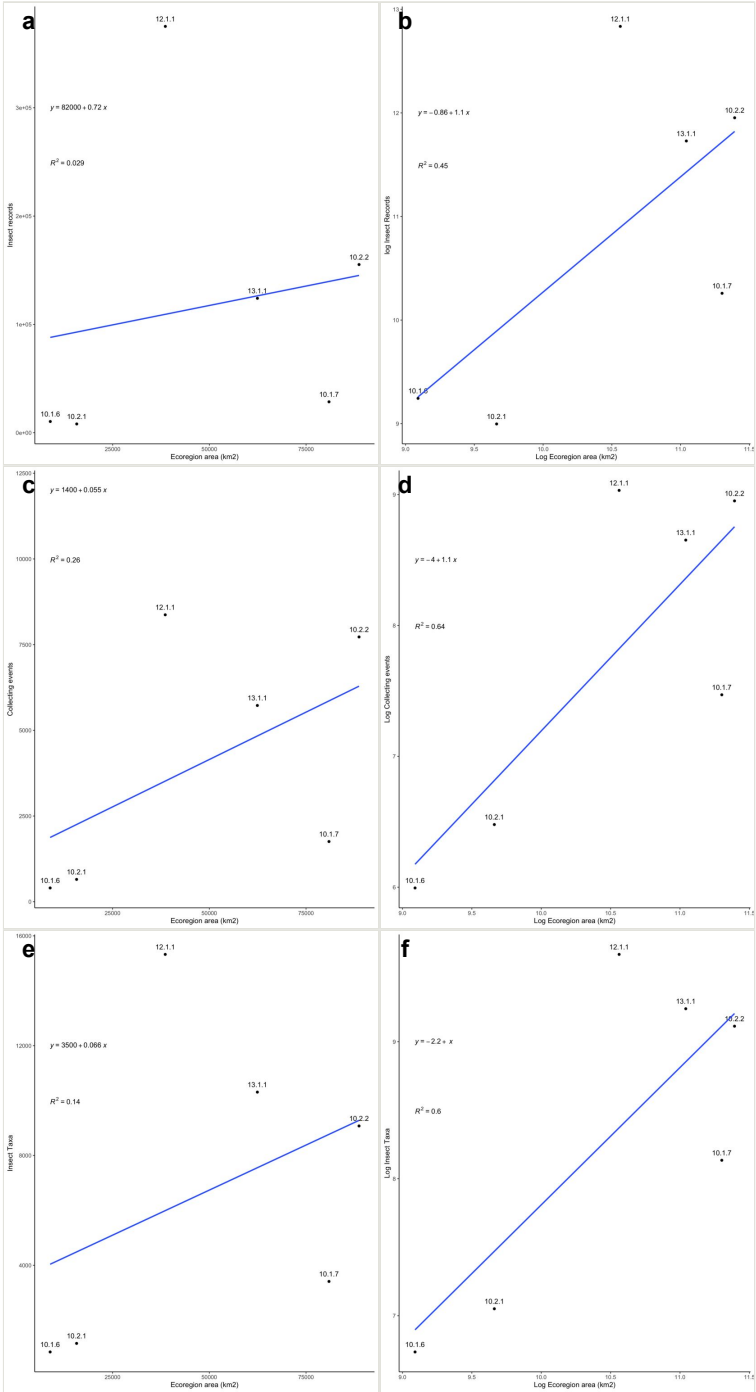 a
12.1.1
3e+05
y = 82000 + 0.72 x
R² = 0.029
2e+05
Insect records
10.2.2
13.1.1
1e+05
10.1.7
10.1.6
10.2.1
0e+00
25000 50000 75000
Ecoregion area (km2)
b
13
12.1.1
12
y = −0.86 + 1.1 x
10.2.2
13.1.1
R² = 0.45
11
log Insect Records
10.1.7
10
10.1.6
10.2.1
9
9.0 9.5 10.0 10.5 11.0 11.5
Log Ecoregion area (km2)
c
12500
y = 1400 + 0.055 x
R² = 0.26
10000
12.1.1
10.2.2
7500
13.1.1
Collecting events
5000
2500
10.1.7
10.2.1
10.1.6
0
25000 50000 75000
Ecoregion area (km2)
d
9
12.1.1
10.2.2
13.1.1
y = −4 + 1.1 x
R² = 0.64
8
Log Collecting events
10.1.7
7
10.2.1
10.1.6
6
9.0 9.5 10.0 10.5 11.0 11.5
Log Ecoregion area (km2)
e
16000
12.1.1
12000
y = 3500 + 0.066 x
13.1.1
R² = 0.14
10.2.2
8000
Insect Taxa
10.1.7
4000
10.2.1
10.1.6
25000 50000 75000
Ecoregion area (km2)
f
12.1.1
13.1.1
10.2.2
9
y = −2.2 + x
R² = 0.6
10.1.7
8
Log Insect Taxa
10.2.1
7
10.1.6
9.0 9.5 10.0 10.5 11.0 11.5
Log Ecoregion area (km2)